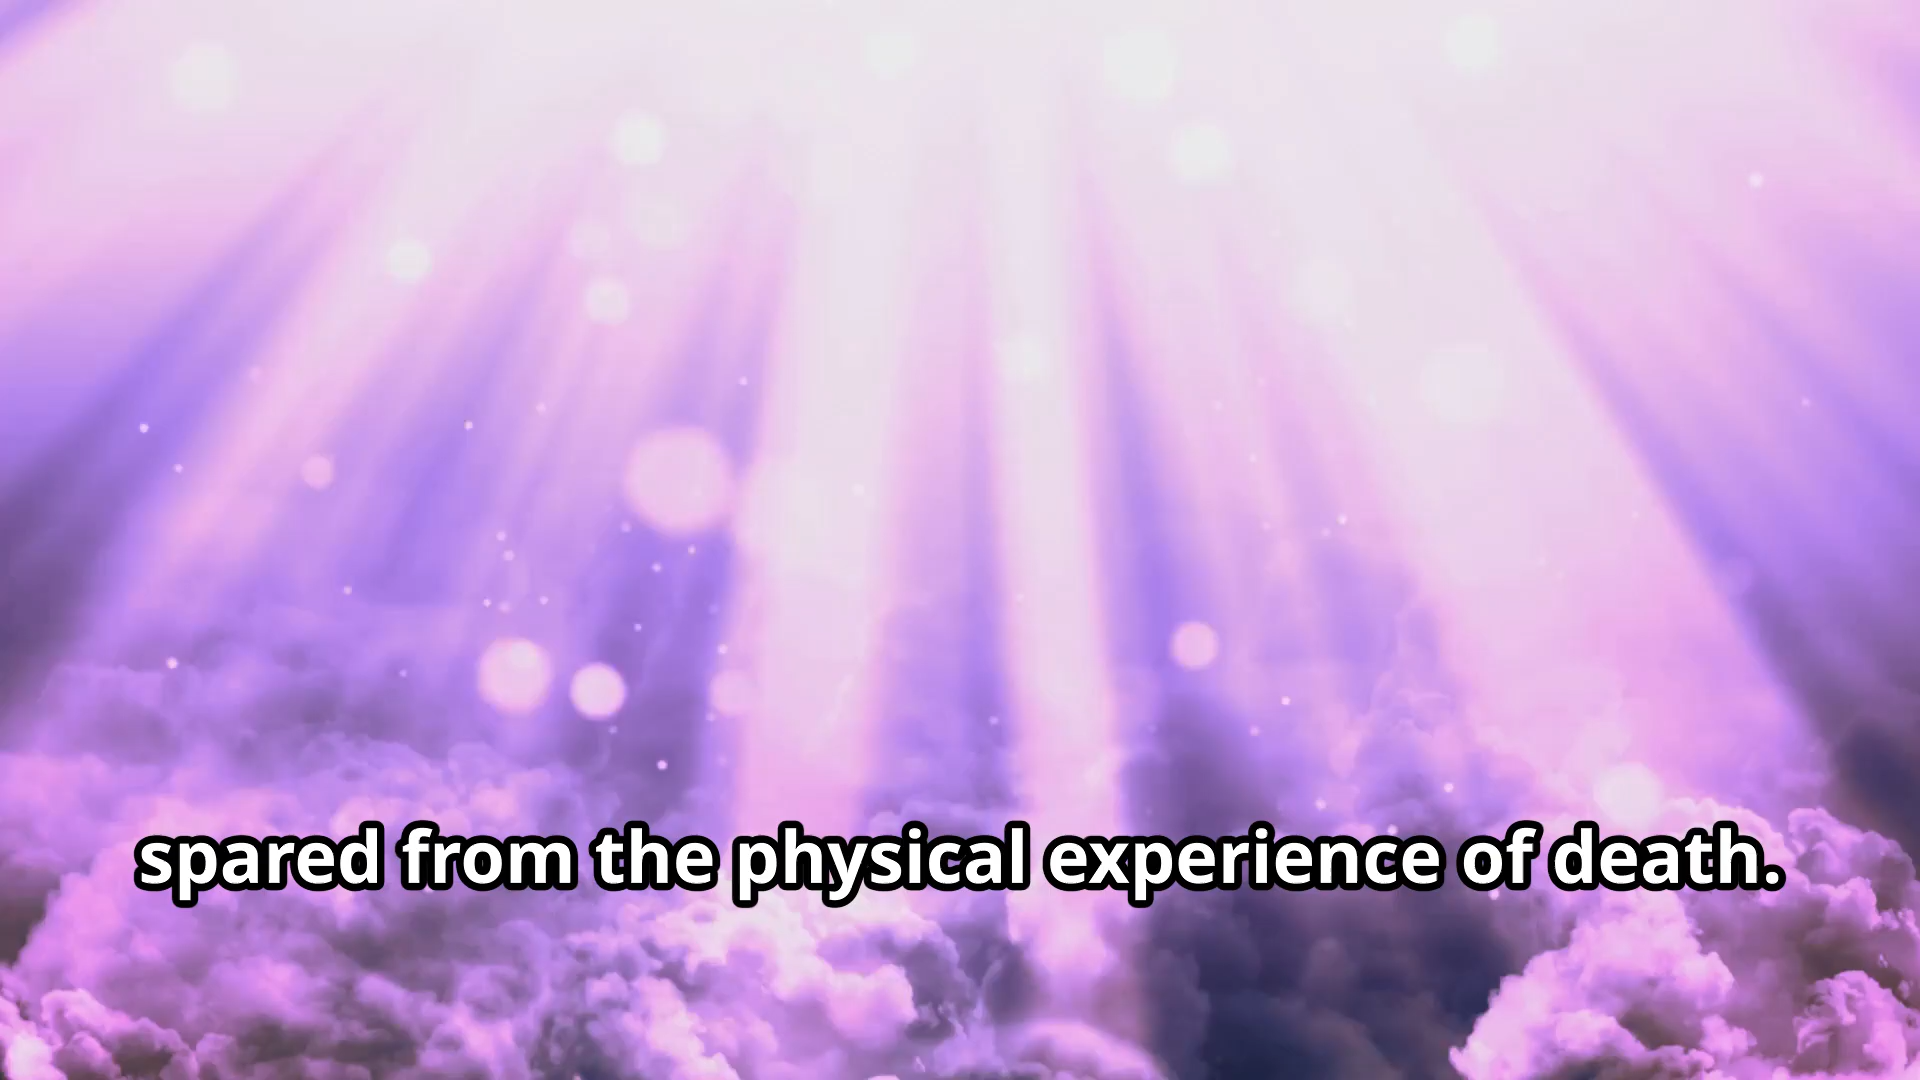 spared from the physical experience of death.